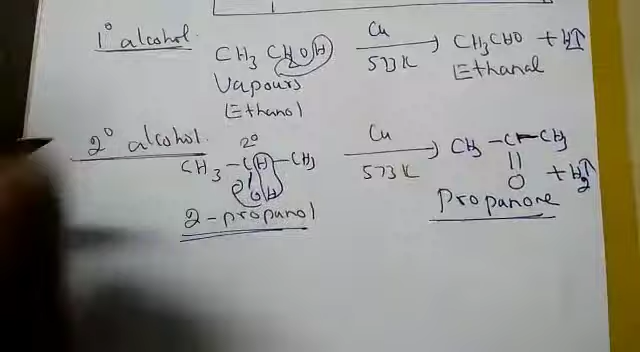 1° alcohol.
CH3 CH2OH Cu 573K CH3CHO + H2↑
Vapours Ethanal
Ethanol
2° alcohol.
2°
CH3 – CH – CH3 Cu 573K CH3 – C – CH3
OH O + H2↑
2-propanol Propanone